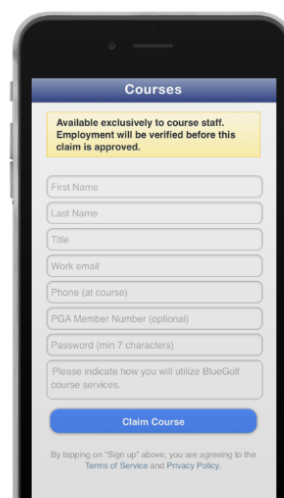 Courses
Available exclusively to course staff.
Employment will be verified before this
claim is approved.
First Name
Last Name
Title
Work email
Phone (at course)
PGA Member Number (optional)
Password (min 7 characters)
Please indicate how you will utilize BlueGolf
course services.
Claim Course
By tapping on "Sign up" above, you are agreeing to the
Terms of Service and Privacy Policy.